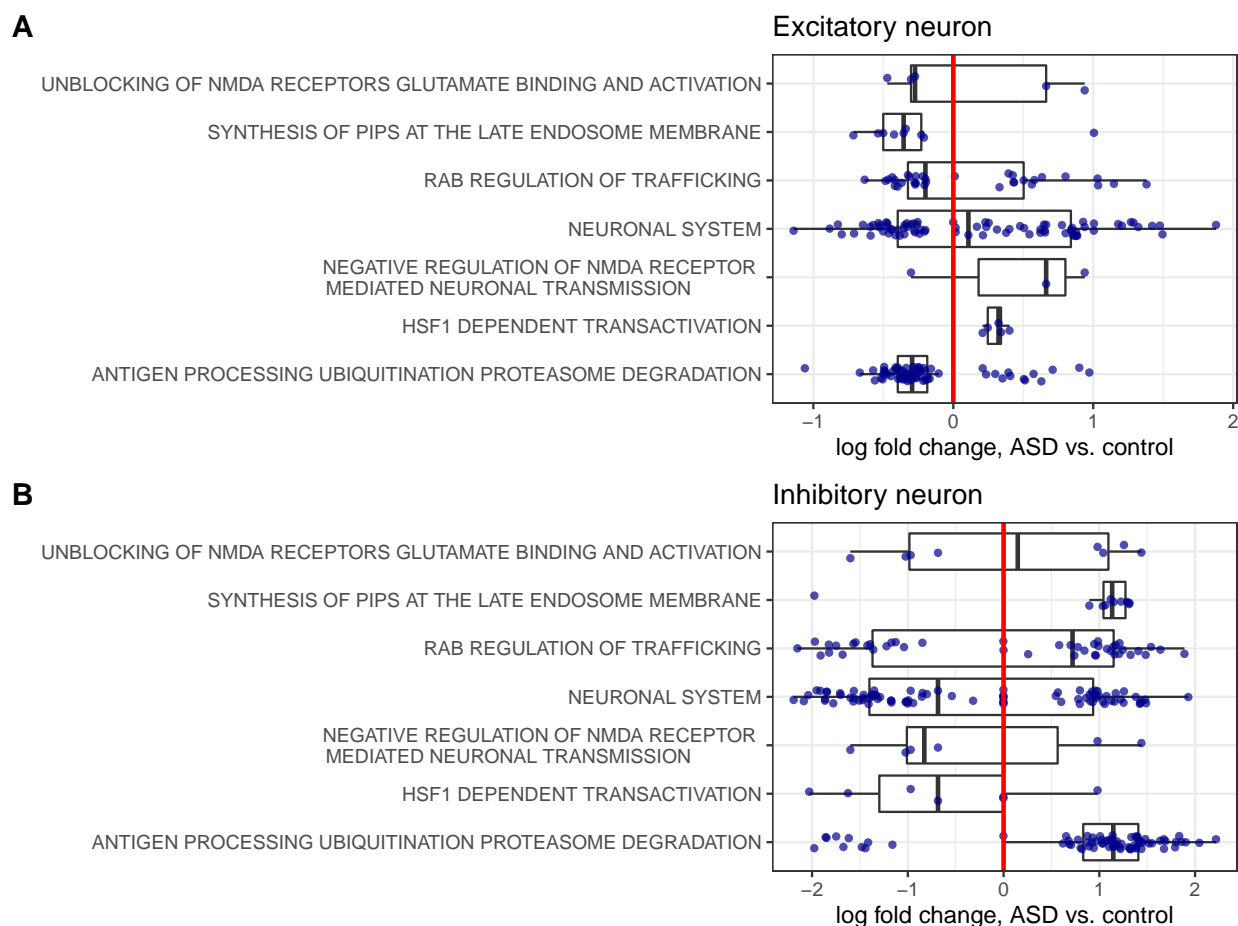 A
Excitatory neuron
UNBLOCKING OF NMDA RECEPTORS GLUTAMATE BINDING AND ACTIVATION
SYNTHESIS OF PIPS AT THE LATE ENDOSOME MEMBRANE
RAB REGULATION OF TRAFFICKING
NEURONAL SYSTEM
NEGATIVE REGULATION OF NMDA RECEPTOR
MEDIATED NEURONAL TRANSMISSION
HSF1 DEPENDENT TRANSACTIVATION
ANTIGEN PROCESSING UBIQUITINATION PROTEASOME DEGRADATION
−1 0 1 2
log fold change, ASD vs. control
B
Inhibitory neuron
UNBLOCKING OF NMDA RECEPTORS GLUTAMATE BINDING AND ACTIVATION
SYNTHESIS OF PIPS AT THE LATE ENDOSOME MEMBRANE
RAB REGULATION OF TRAFFICKING
NEURONAL SYSTEM
NEGATIVE REGULATION OF NMDA RECEPTOR
MEDIATED NEURONAL TRANSMISSION
HSF1 DEPENDENT TRANSACTIVATION
ANTIGEN PROCESSING UBIQUITINATION PROTEASOME DEGRADATION
−2 −1 0 1 2
log fold change, ASD vs. control